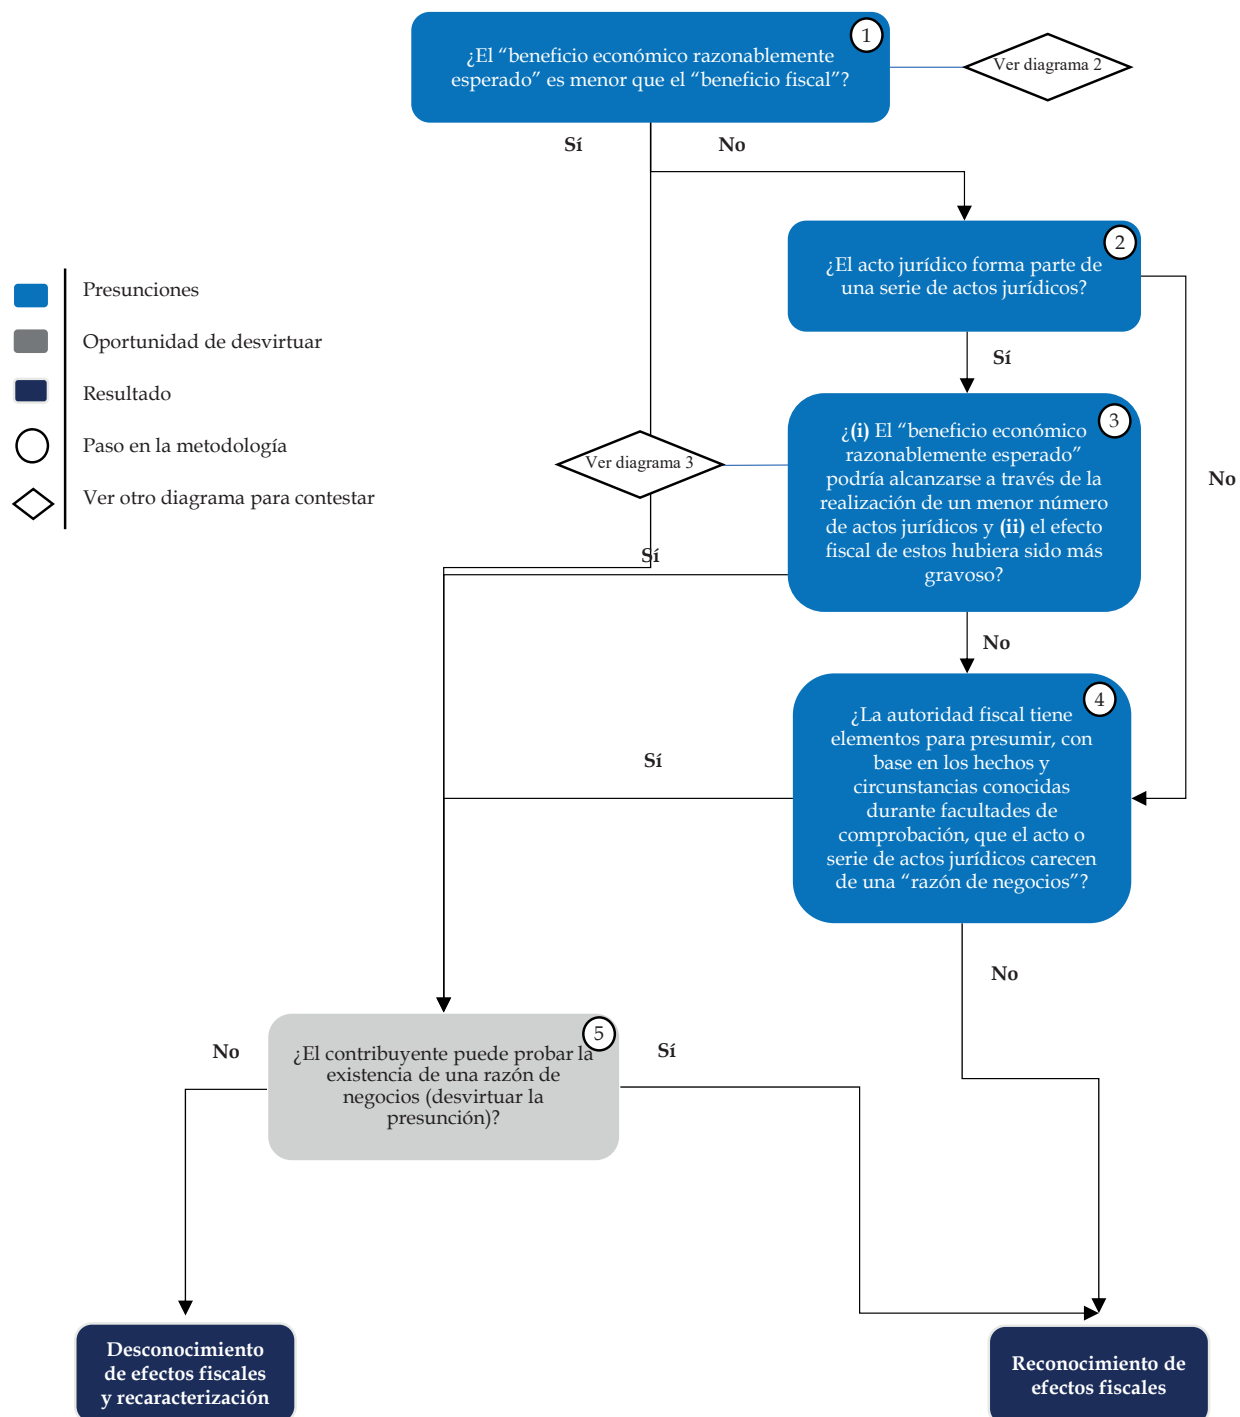 1
¿El “beneficio económico razonablemente
esperado” es menor que el “beneficio fiscal”?
Ver diagrama 2
Sí
No
2
¿El acto jurídico forma parte de
una serie de actos jurídicos?
Presunciones
Oportunidad de desvirtuar
Resultado
Paso en la metodología
Ver otro diagrama para contestar
Sí
3
¿(i) El “beneficio económico
razonablemente esperado”
podría alcanzarse a través de la
realización de un menor número
de actos jurídicos y (ii) el efecto
fiscal de estos hubiera sido más
gravoso?
Ver diagrama 3
No
Sí
No
4
¿La autoridad fiscal tiene
elementos para presumir, con
base en los hechos y
circunstancias conocidas
durante facultades de
comprobación, que el acto o
serie de actos jurídicos carecen
de una “razón de negocios”?
Sí
No
5
¿El contribuyente puede probar la
existencia de una razón de
negocios (desvirtuar la
presunción)?
No
Sí
Desconocimiento
de efectos fiscales
y recaracterización
Reconocimiento de
efectos fiscales